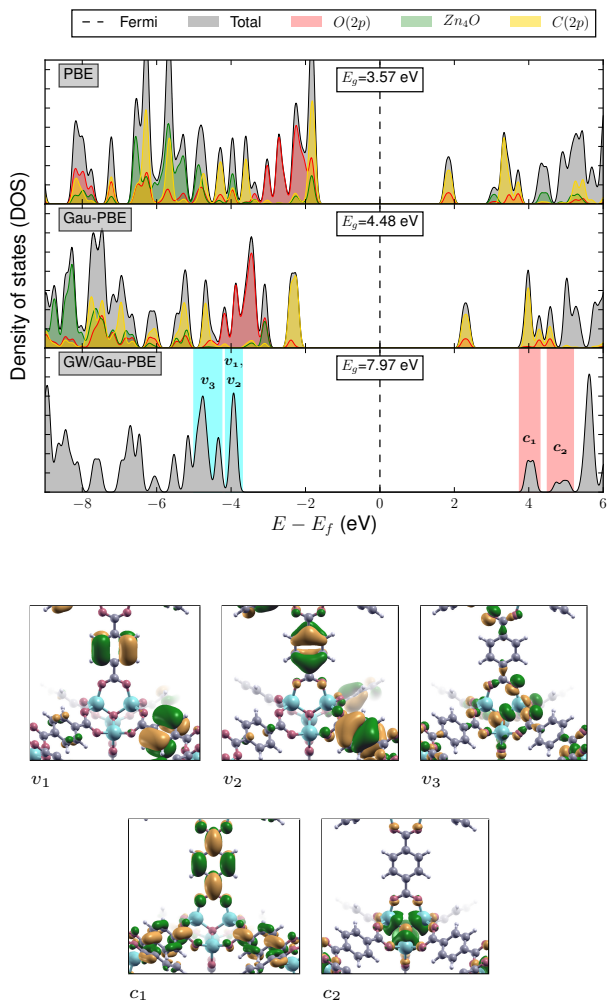 Fermi Total O(2p) Zn₄O C(2p)
PBE
E_g=3.57 eV
Gau-PBE
E_g=4.48 eV
GW/Gau-PBE
E_g=7.97 eV
v₁,
v₃ v₂
c₁ c₂
Density of states (DOS)
−8 −6 −4 −2 0 2 4 6
E − E_f (eV)
v₁ v₂ v₃
c₁ c₂